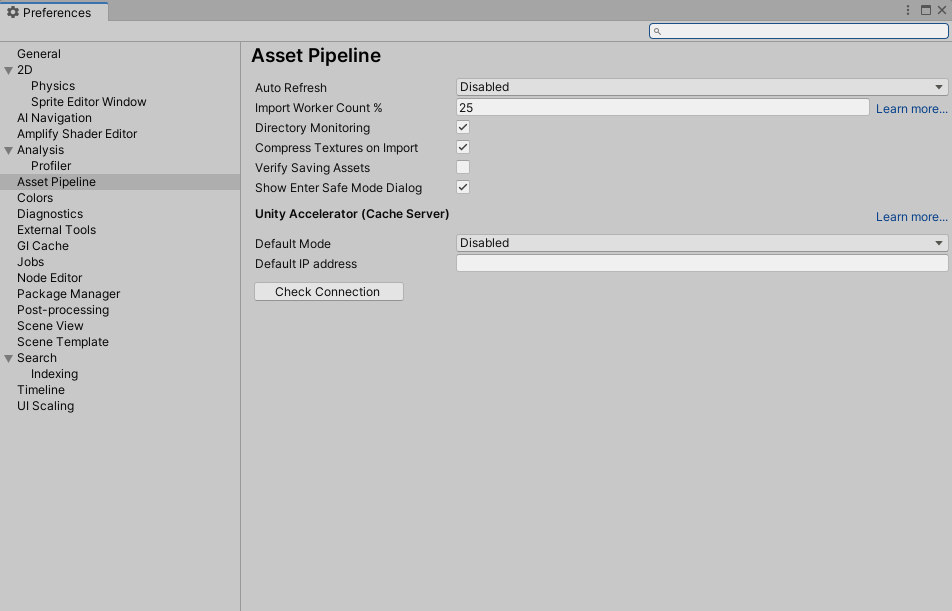 Preferences
General
2D
Physics
Sprite Editor Window
AI Navigation
Amplify Shader Editor
Analysis
Profiler
Asset Pipeline
Colors
Diagnostics
External Tools
GI Cache
Jobs
Node Editor
Package Manager
Post-processing
Scene View
Scene Template
Search
Indexing
Timeline
UI Scaling
Asset Pipeline
Auto Refresh Disabled
Import Worker Count % 25 Learn more...
Directory Monitoring
Compress Textures on Import
Verify Saving Assets
Show Enter Safe Mode Dialog
Unity Accelerator (Cache Server) Learn more...
Default Mode Disabled
Default IP address
Check Connection